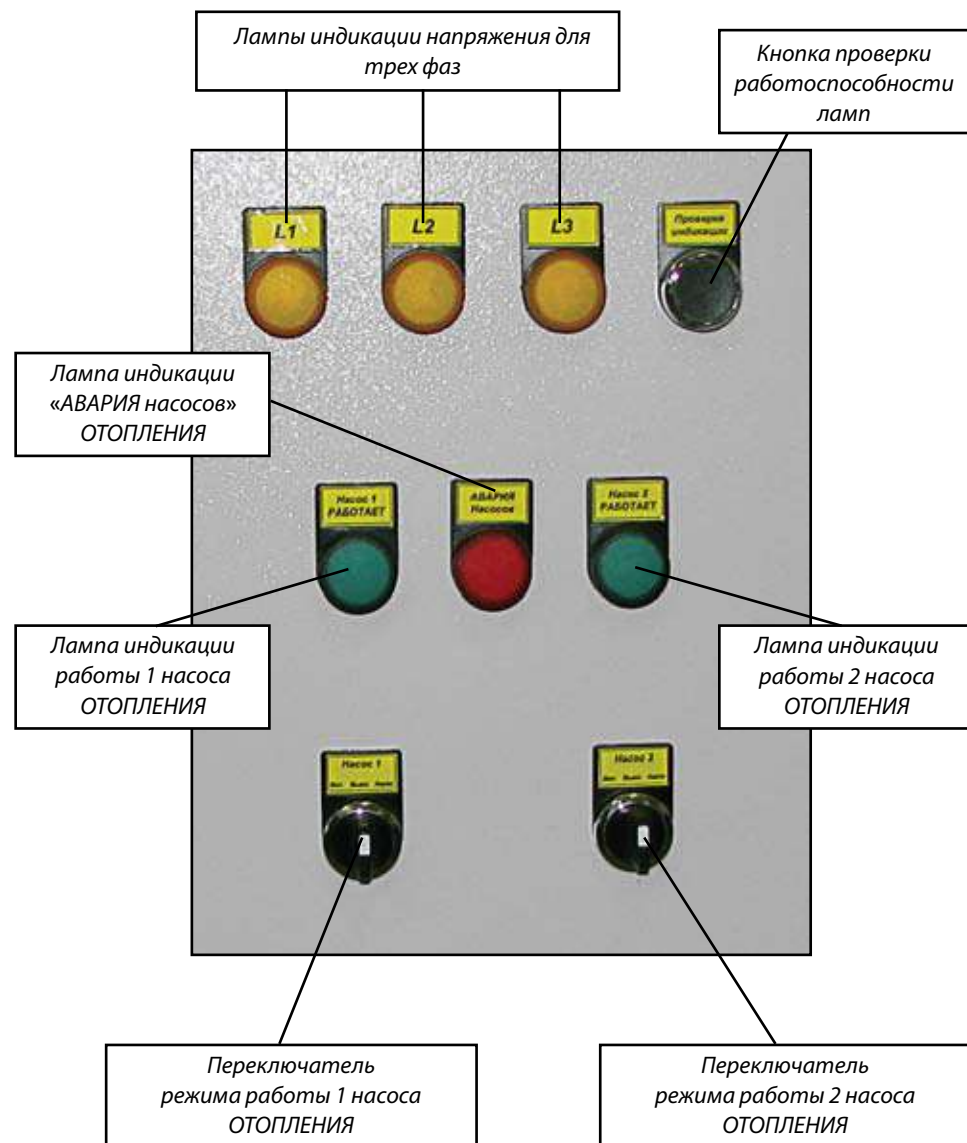 Лампы индикации напряжения для
трех фаз
Кнопка проверки
работоспособности
ламп
L1
L2
L3
Проверка
индикации
Лампа индикации
«АВАРИЯ насосов»
ОТОПЛЕНИЯ
Насос 1
РАБОТАЕТ
АВАРИЯ
Насосов
Насос 2
РАБОТАЕТ
Лампа индикации
работы 1 насоса
ОТОПЛЕНИЯ
Лампа индикации
работы 2 насоса
ОТОПЛЕНИЯ
Насос 1
Насос 2
Переключатель
режима работы 1 насоса
ОТОПЛЕНИЯ
Переключатель
режима работы 2 насоса
ОТОПЛЕНИЯ